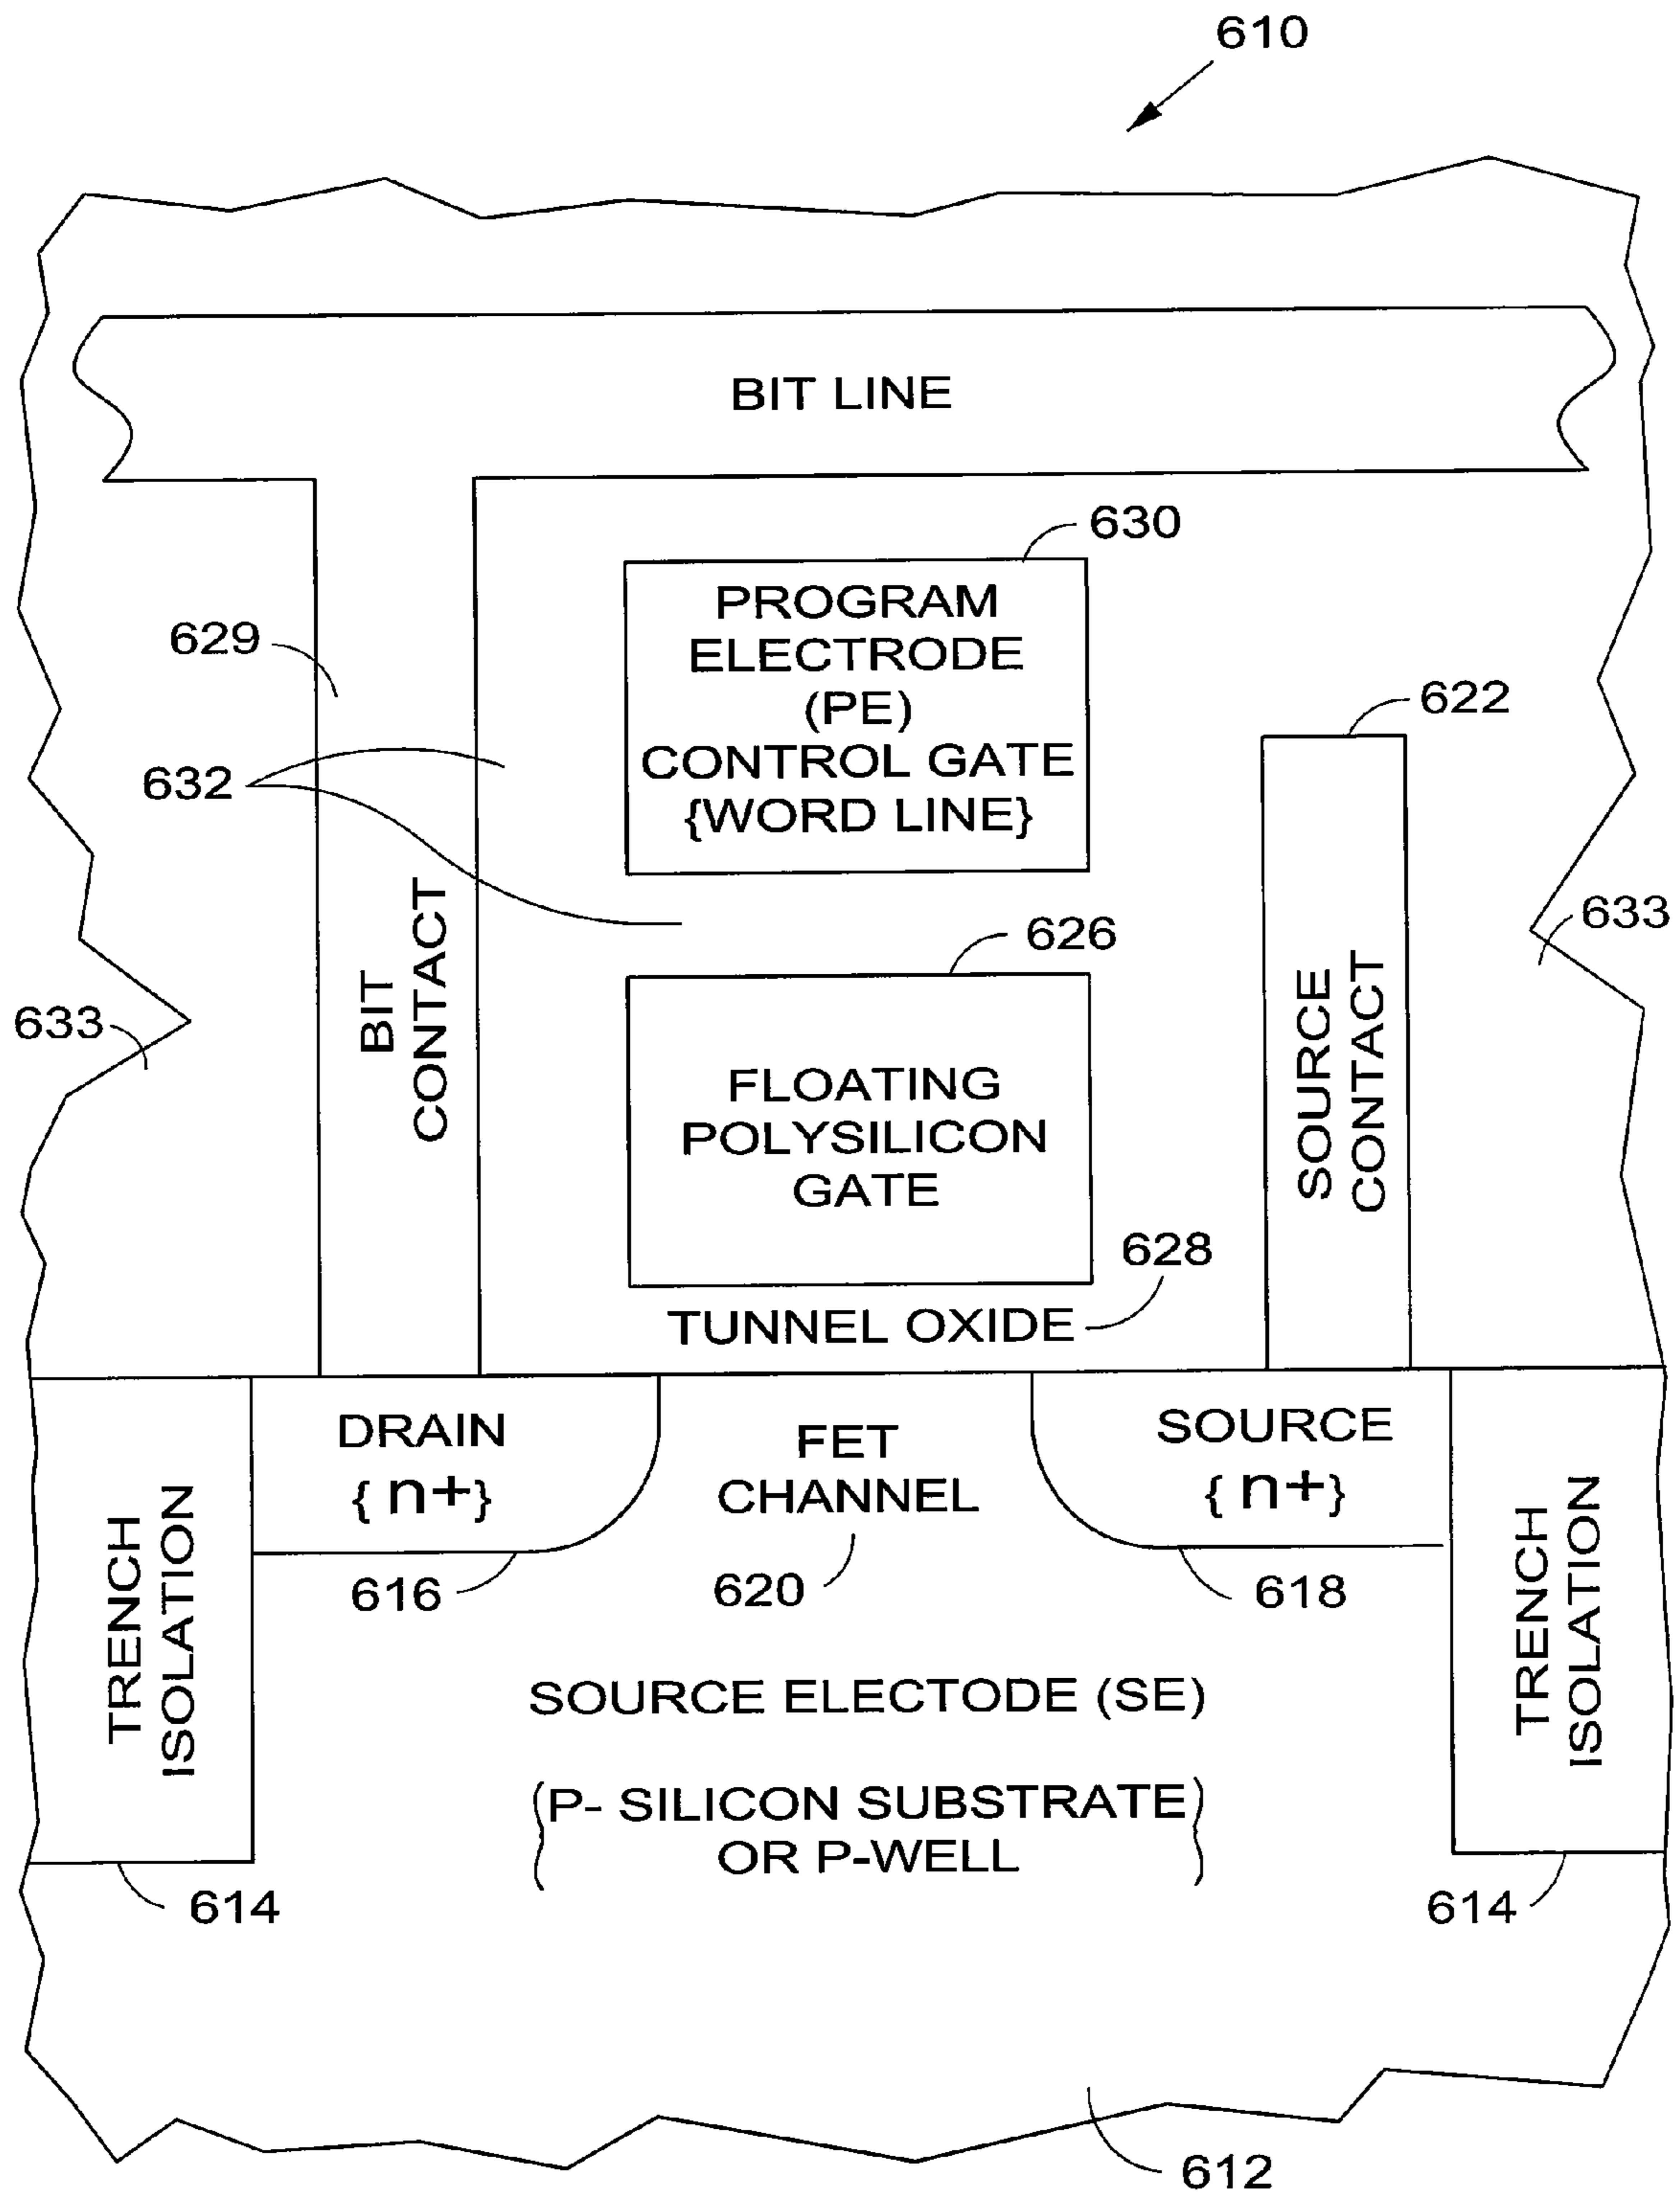 610
BIT LINE
630
PROGRAM
ELECTRODE
(PE)
CONTROL GATE
{WORD LINE}
629
622
632
BIT
CONTACT
626
633
633
FLOATING
POLYSILICON
GATE
SOURCE
CONTACT
628
TUNNEL OXIDE
DRAIN
{ n+}
FET
CHANNEL
SOURCE
{ n+}
TRENCH
ISOLATION
616
620
618
TRENCH
ISOLATION
SOURCE ELECTODE (SE)
(P- SILICON SUBSTRATE)
OR P-WELL
614
614
612